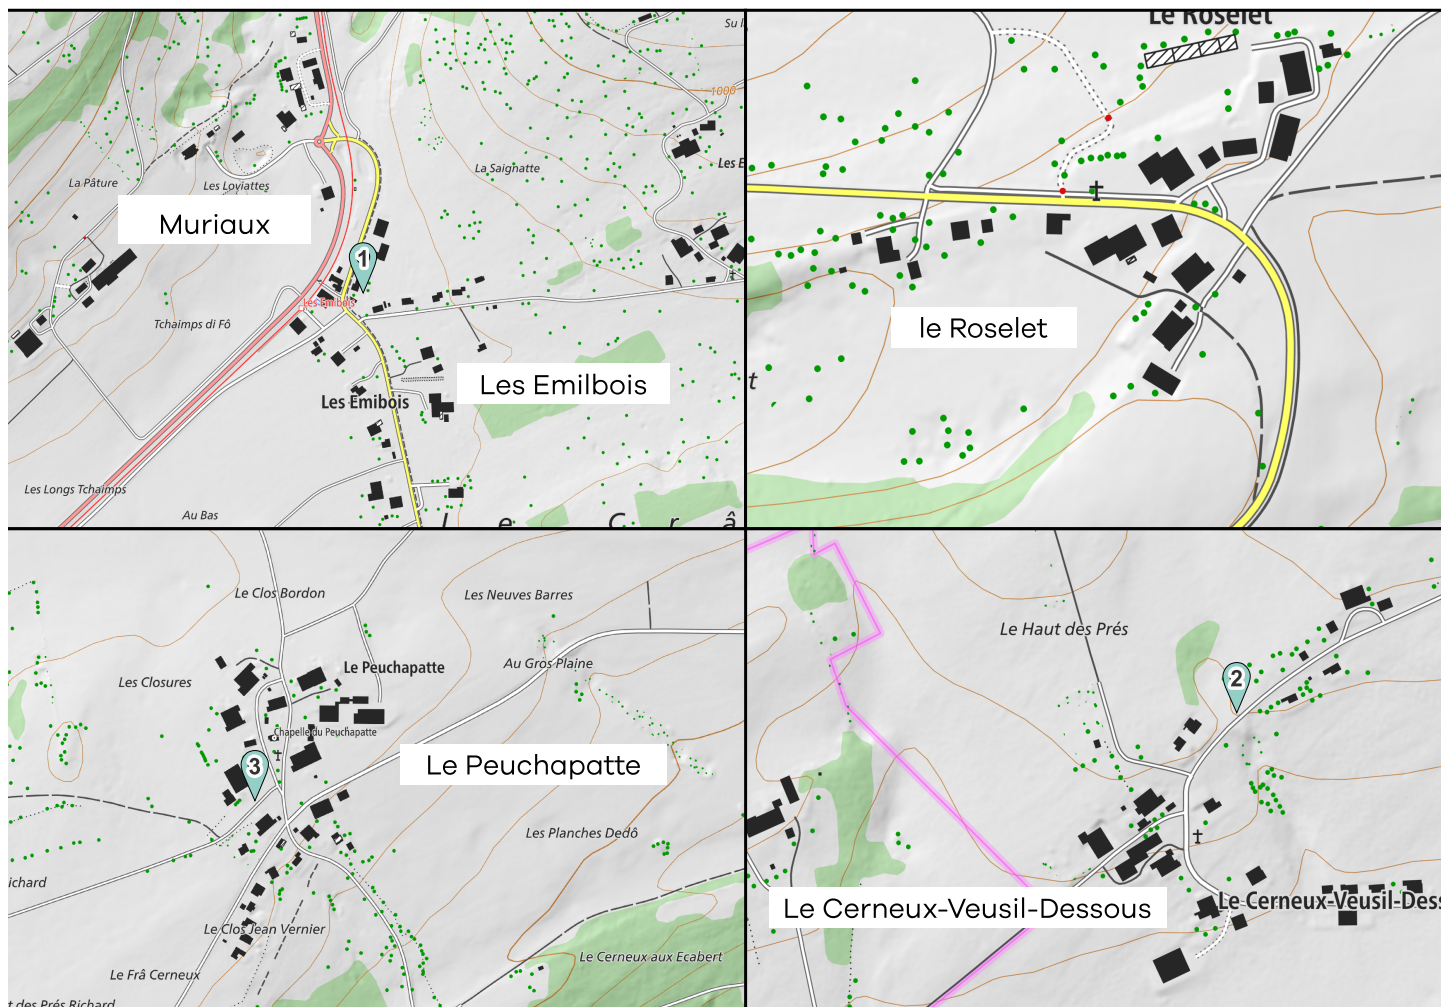 Su
1000
La Saignatte
Les E
La Pâture
Les Loviattes
Muriaux
1
Les Emibois
Tchaimps di Fô
Les Emilbois
Les Emibois
Les Longs Tchaimps
Au Bas
l e C r â
Le Roselet
le Roselet
t
Le Clos Bordon
Les Neuves Barres
Le Peuchapatte
Au Gros Plaine
Les Closures
Chapelle du Peuchapatte
3
Le Peuchapatte
Les Planches Dedô
ichard
Le Clos Jean Vernier
Le Frâ Cerneux
Le Cerneux aux Ecabert
t des Prés Richard
Le Haut des Prés
2
Le Cerneux-Veusil-Dessous
Le Cerneux-Veusil-Dess